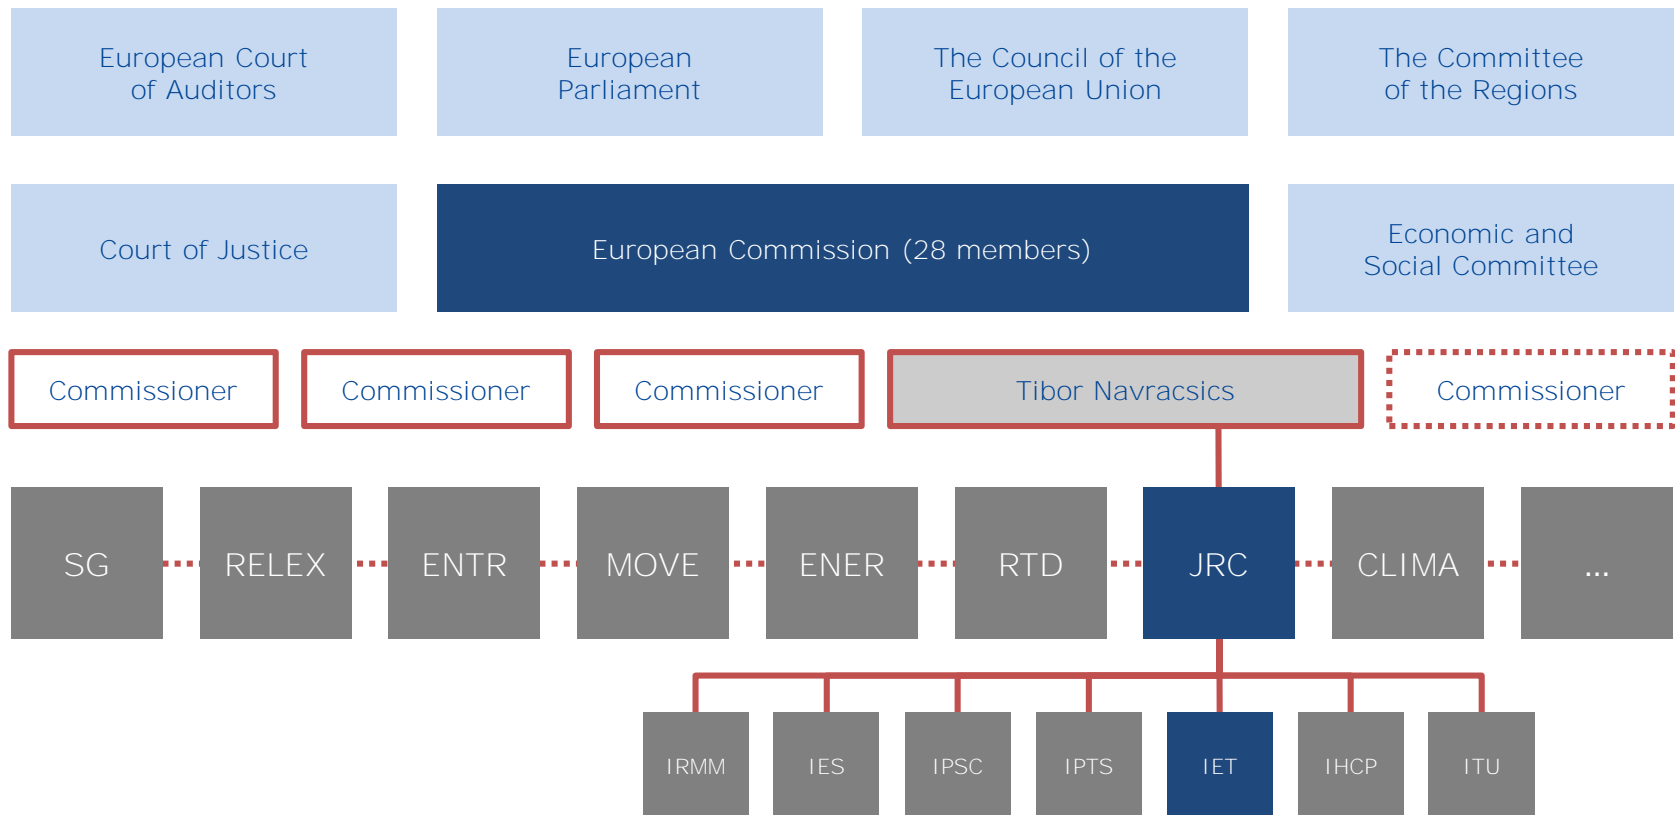 European Court
of Auditors
European
Parliament
The Council of the
European Union
The Committee
of the Regions
Court of Justice
European Commission (28 members)
Economic and
Social Committee
Commissioner
Commissioner
Commissioner
Tibor Navracsics
Commissioner
SG
RELEX
ENTR
MOVE
ENER
RTD
JRC
CLIMA
...
IRMM
IES
IPSC
IPTS
IET
IHCP
ITU